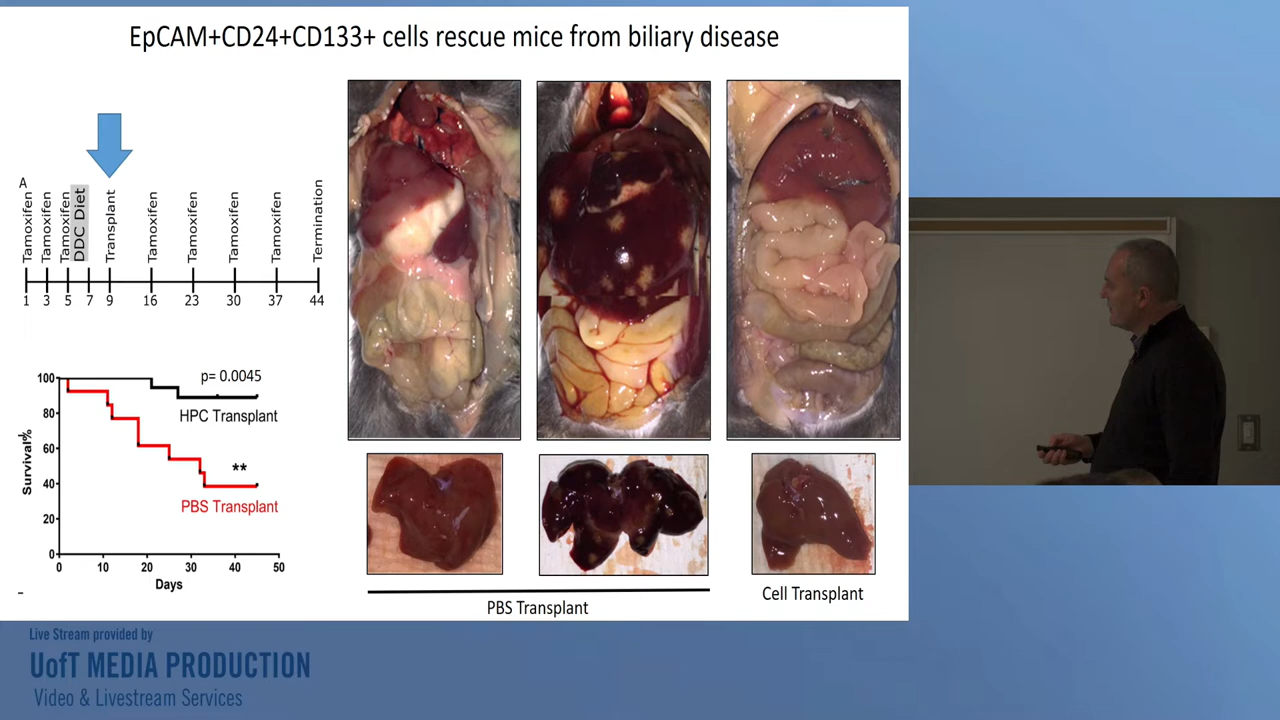 EpCAM+CD24+CD133+ cells rescue mice from biliary disease
A
Tamoxifen
Tamoxifen
Tamoxifen
DDC Diet
Transplant
Tamoxifen
Tamoxifen
Tamoxifen
Tamoxifen
Termination
1 3 5 7 9 16 23 30 37 44
p= 0.0045
HPC Transplant
**
PBS Transplant
Survival%
100
80
60
40
20
0
0 10 20 30 40 50
Days
PBS Transplant
Cell Transplant
Live Stream provided by
UofT MEDIA PRODUCTION
Video & Livestream Services